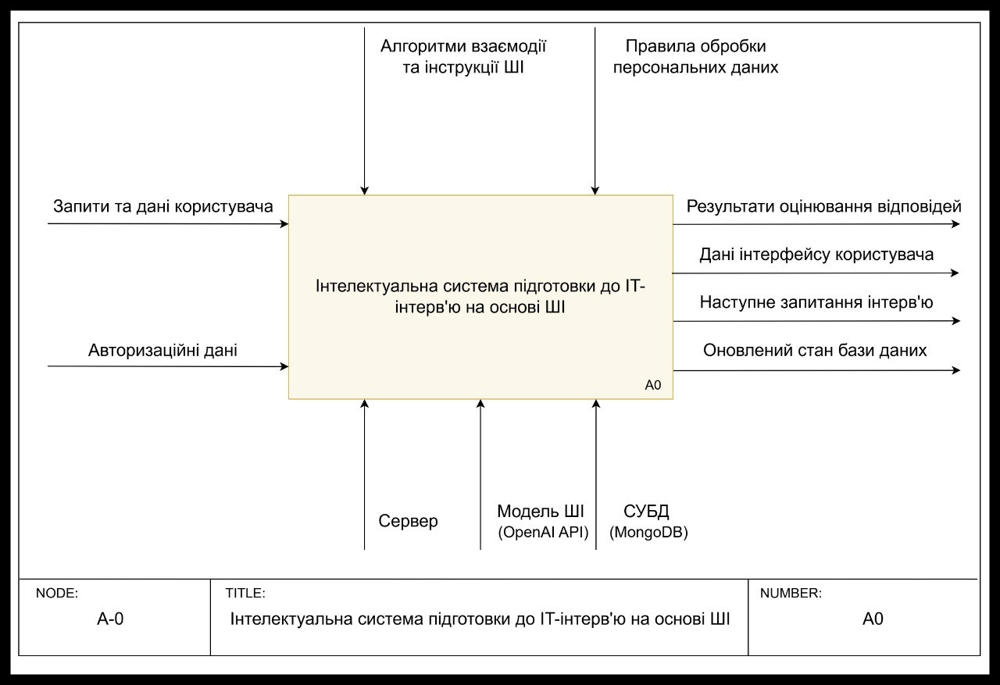 Алгоритми взаємодії
та інструкції ШІ
Правила обробки
персональних даних
Запити та дані користувача
Авторизаційні дані
Інтелектуальна система підготовки до ІТ-
інтерв'ю на основі ШІ
A0
Результати оцінювання відповідей
Дані інтерфейсу користувача
Наступне запитання інтерв'ю
Оновлений стан бази даних
Сервер
Модель ШІ
(OpenAI API)
СУБД
(MongoDB)
NODE:
A-0
TITLE:
Інтелектуальна система підготовки до ІТ-інтерв'ю на основі ШІ
NUMBER:
A0